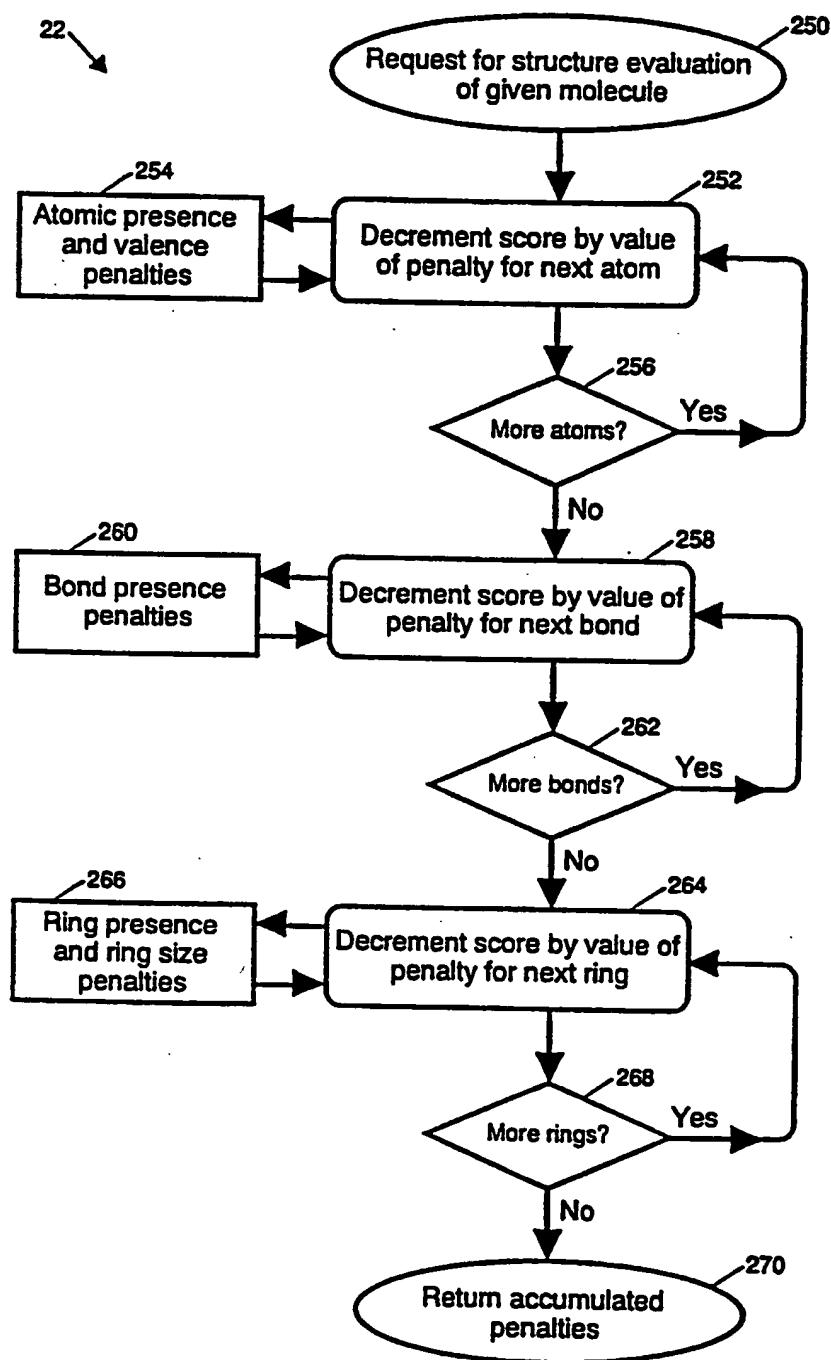 22
250
Request for structure evaluation
of given molecule
254
252
Atomic presence
and valence
penalties
Decrement score by value
of penalty for next atom
256
More atoms?
Yes
No
260
258
Bond presence
penalties
Decrement score by value of
penalty for next bond
262
More bonds?
Yes
No
266
264
Ring presence
and ring size
penalties
Decrement score by value of
penalty for next ring
268
More rings?
Yes
No
270
Return accumulated
penalties